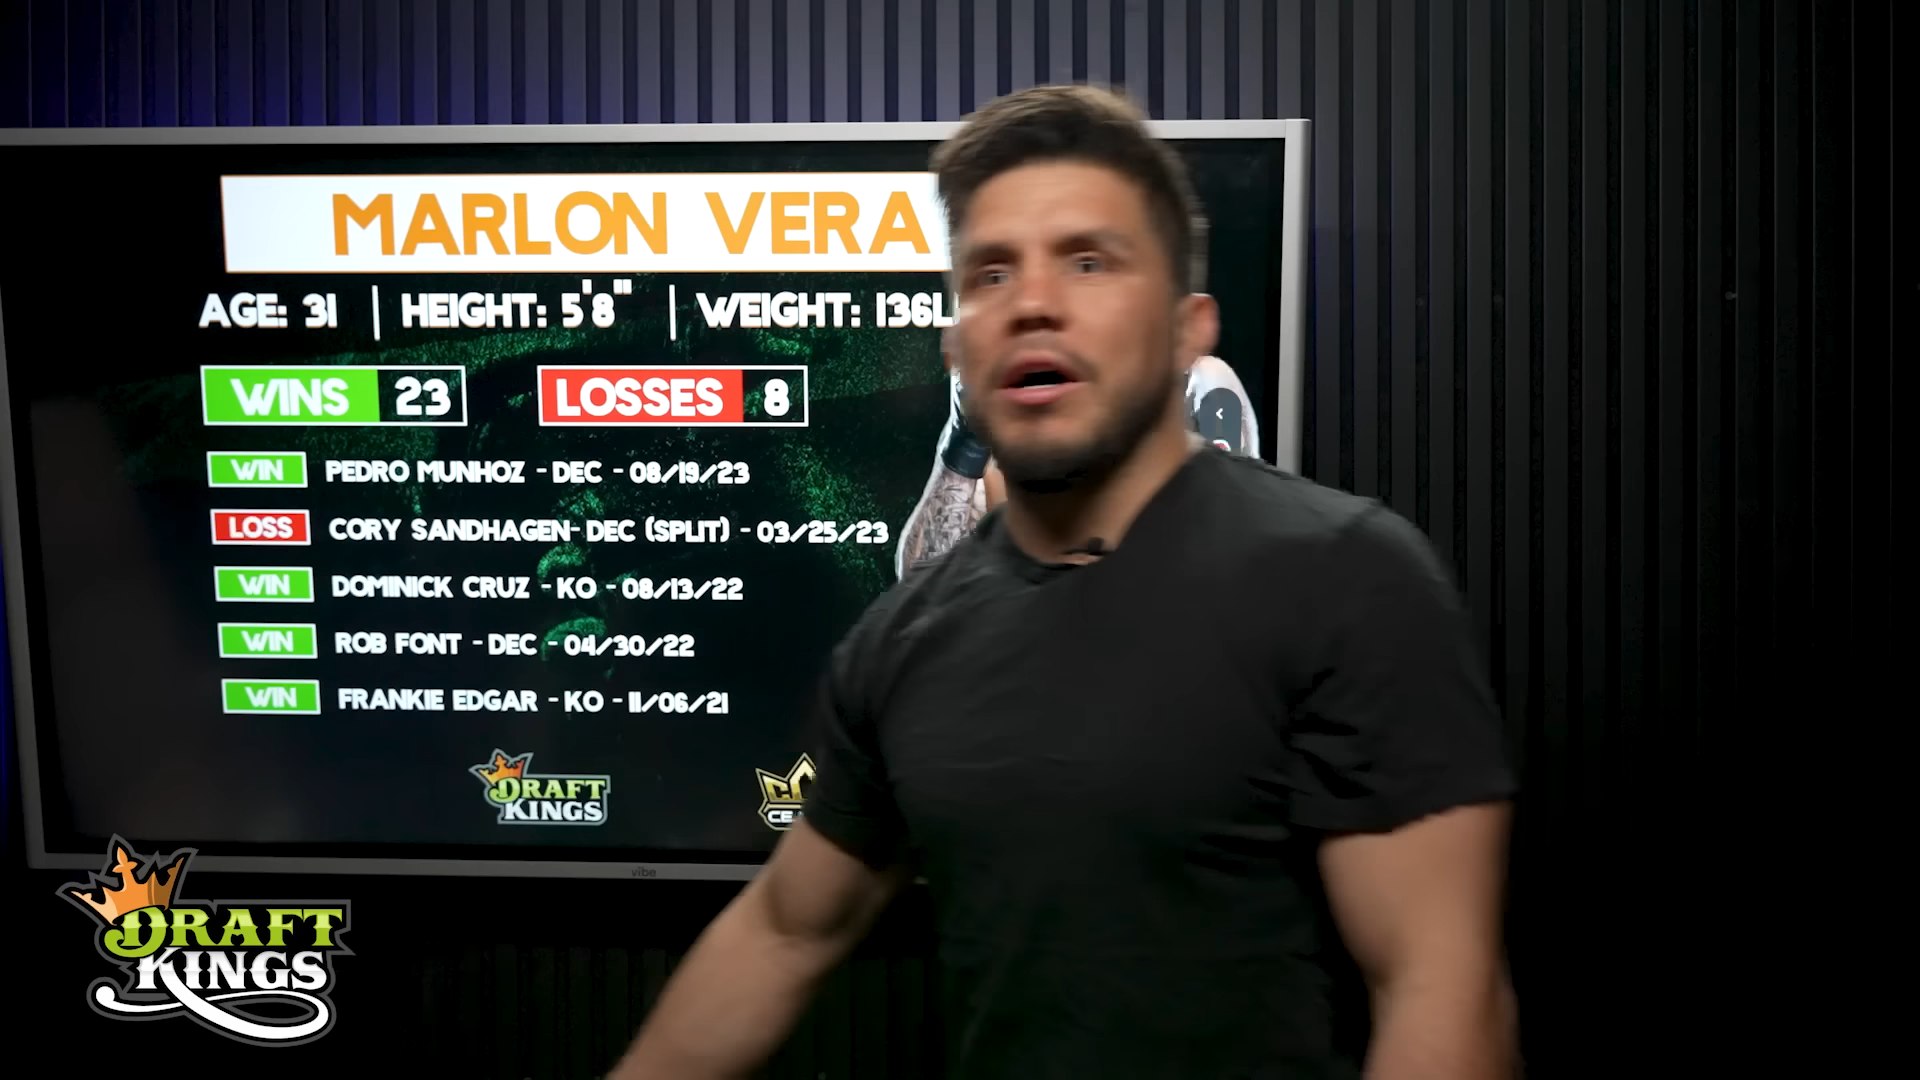 MARLON VERA
AGE: 31 | HEIGHT: 5'8" | WEIGHT: 136L
WINS 23 LOSSES 8
WIN PEDRO MUNHOZ - DEC - 08/19/23
LOSS CORY SANDHAGEN- DEC (SPLIT) - 03/25/23
WIN DOMINICK CRUZ - KO - 08/13/22
WIN ROB FONT - DEC - 04/30/22
WIN FRANKIE EDGAR - KO - 11/06/21
DRAFT
KINGS
vibe
DRAFT
KINGS